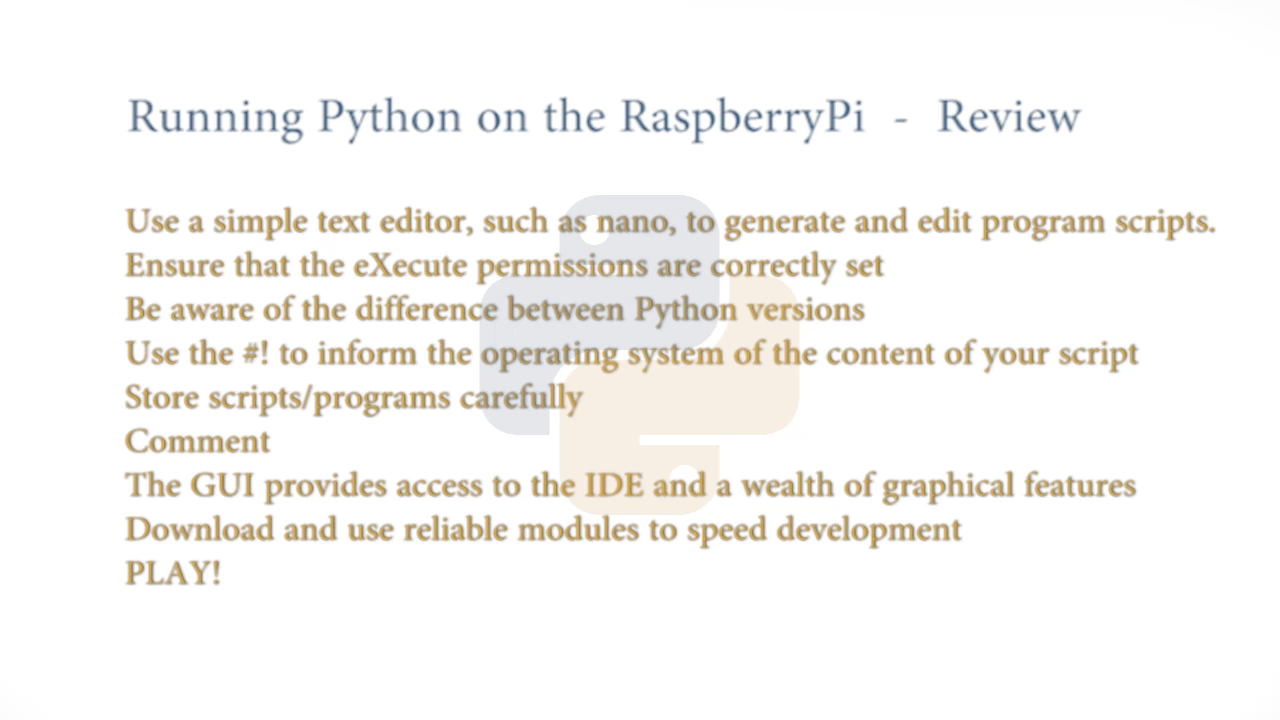 Running Python on the RaspberryPi - Review
Use a simple text editor, such as nano, to generate and edit program scripts.
Ensure that the eXecute permissions are correctly set
Be aware of the difference between Python versions
Use the #! to inform the operating system of the content of your script
Store scripts/programs carefully
Comment
The GUI provides access to the IDE and a wealth of graphical features
Download and use reliable modules to speed development
PLAY!